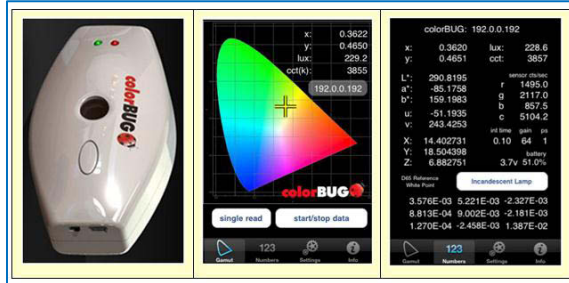 colorBUG
x: 0.3622
y: 0.4650
lux: 229.2
cct(k): 3855
192.0.0.192
colorBUG
single read
start/stop data
Gamut
123
Numbers
Settings
Info
colorBUG: 192.0.0.192
x: 0.3620 lux: 228.6
y: 0.4651 cct: 3857
L*: 290.8195 sensor cts/sec
a*: -85.1758 r 1495.0
b*: 159.1983 g 2117.0
b 857.5
u: -51.1935 c 5104.2
v: 243.4253
int time gain ps
X: 14.402731 0.10 64 1
Y: 18.504398 battery
Z: 6.882751 3.7v 51.0%
D65 Reference
White Point
Incandescent Lamp
3.576E-03 5.221E-03 -2.327E-03
8.813E-04 9.002E-03 -2.181E-03
1.270E-04 -2.458E-03 1.387E-02
Gamut
123
Numbers
Settings
Info